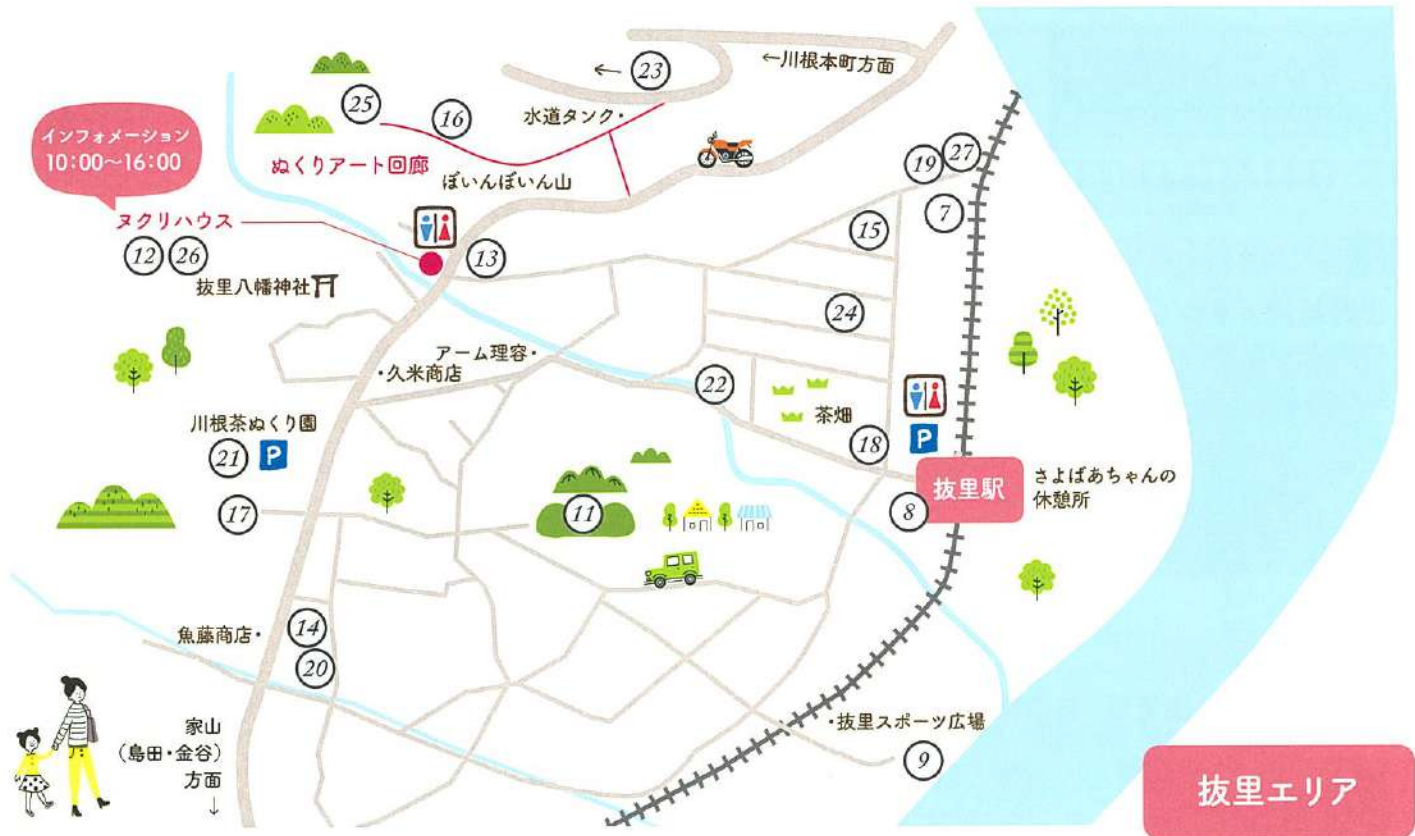 ←川根本町方面
← 23
25
16
水道タンク・
インフォメーション
10:00〜16:00
ぬくりアート回廊
ぽいんぽいん山
19
27
ヌクリハウス
12
26
13
15
7
抜里八幡神社
24
アーム理容・
・久米商店
22
茶畑
川根茶ぬくり園
21
P
18
P
抜里駅
さよばあちゃんの
休憩所
17
11
8
魚藤商店・
14
20
家山
(島田・金谷)
方面
↓
・抜里スポーツ広場
9
抜里エリア